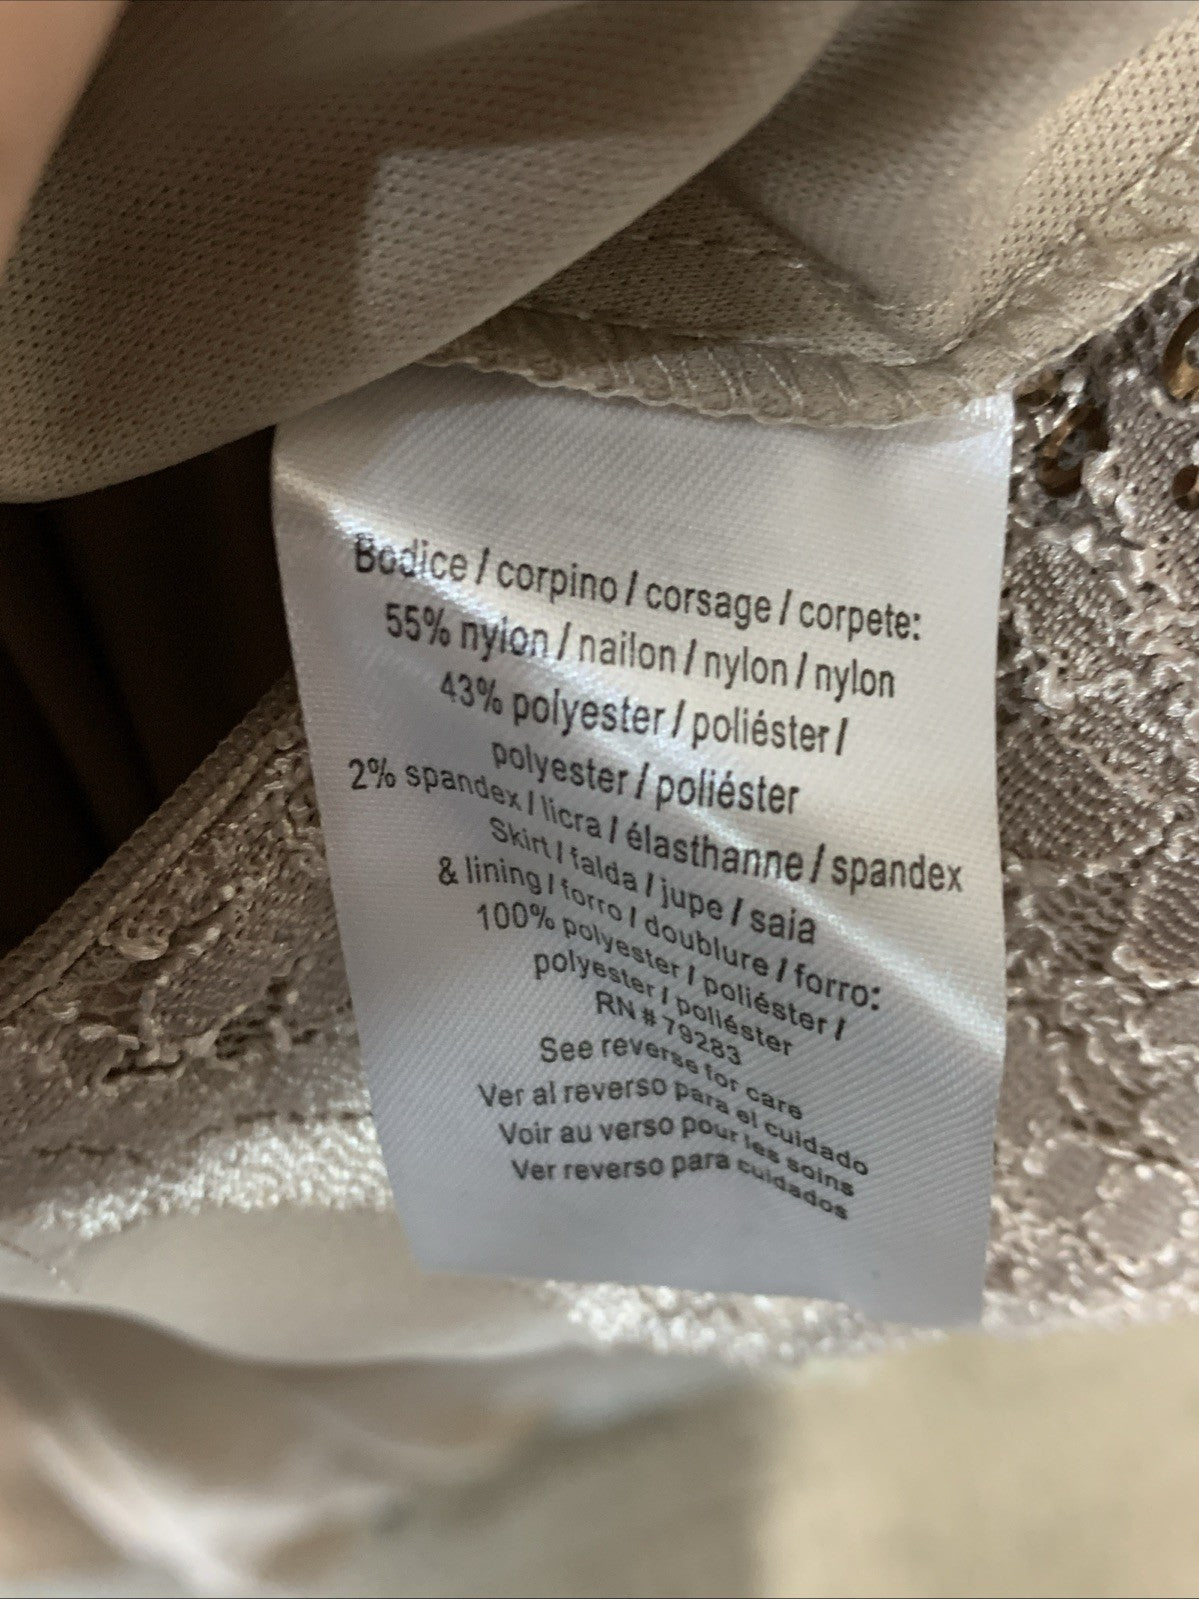 Bodice / corpino / corsage / corpete:
55% nylon / nailon / nylon / nylon
43% polyester / poliéster /
polyester / poliéster
2% spandex / licra / élasthanne / spandex
Skirt / falda / jupe / saia
& lining / forro / doublure / forro:
100% polyester / poliéster /
polyester / poliéster
RN # 79283
See reverse for care
Ver al reverso para el cuidado
Voir au verso pour les soins
Ver reverso para cuidados